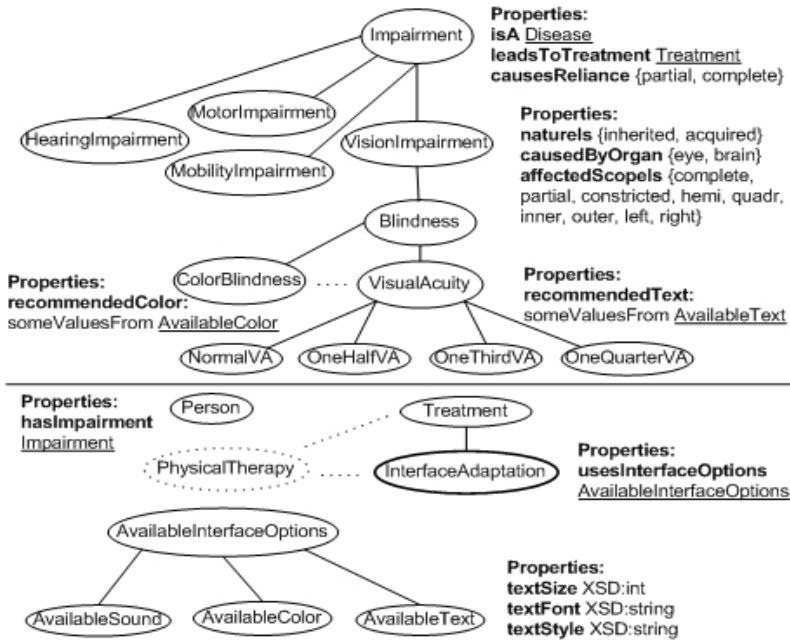 Impairment
Properties:
isA Disease
leadsToTreatment Treatment
causesReliance {partial, complete}
MotorImpairment
HearingImpairment
VisionImpairment
MobilityImpairment
Properties:
natureIs {inherited, acquired}
causedByOrgan {eye, brain}
affectedScopeIs {complete,
partial, constricted, hemi, quadr,
inner, outer, left, right}
Blindness
ColorBlindness
VisualAcuity
Properties:
recommendedColor:
someValuesFrom AvailableColor
Properties:
recommendedText:
someValuesFrom AvailableText
NormalVA
OneHalfVA
OneThirdVA
OneQuarterVA
Properties:
hasImpairment
Impairment
Person
Treatment
PhysicalTherapy
InterfaceAdaptation
Properties:
usesInterfaceOptions
AvailableInterfaceOptions
AvailableInterfaceOptions
AvailableSound
AvailableColor
AvailableText
Properties:
textSize XSD:int
textFont XSD:string
textStyle XSD:string